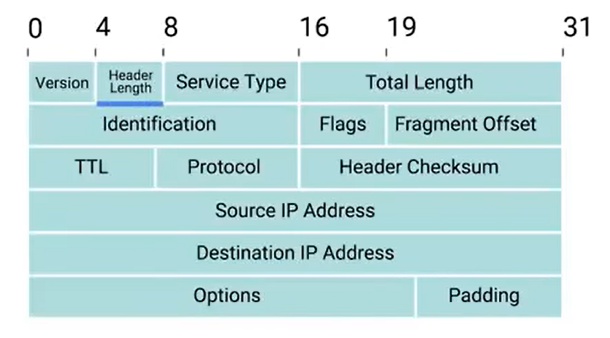 0 4 8 16 19 31
Version Header Length Service Type Total Length
Identification Flags Fragment Offset
TTL Protocol Header Checksum
Source IP Address
Destination IP Address
Options Padding